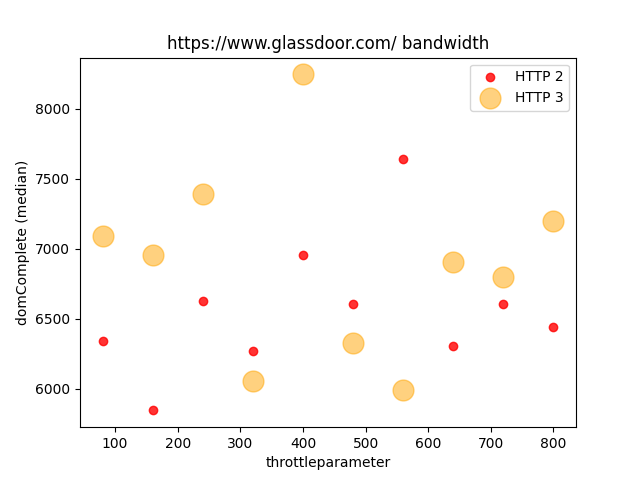 https://www.glassdoor.com/ bandwidth
HTTP 2
HTTP 3
domComplete (median)
8000
7500
7000
6500
6000
100 200 300 400 500 600 700 800
throttleparameter